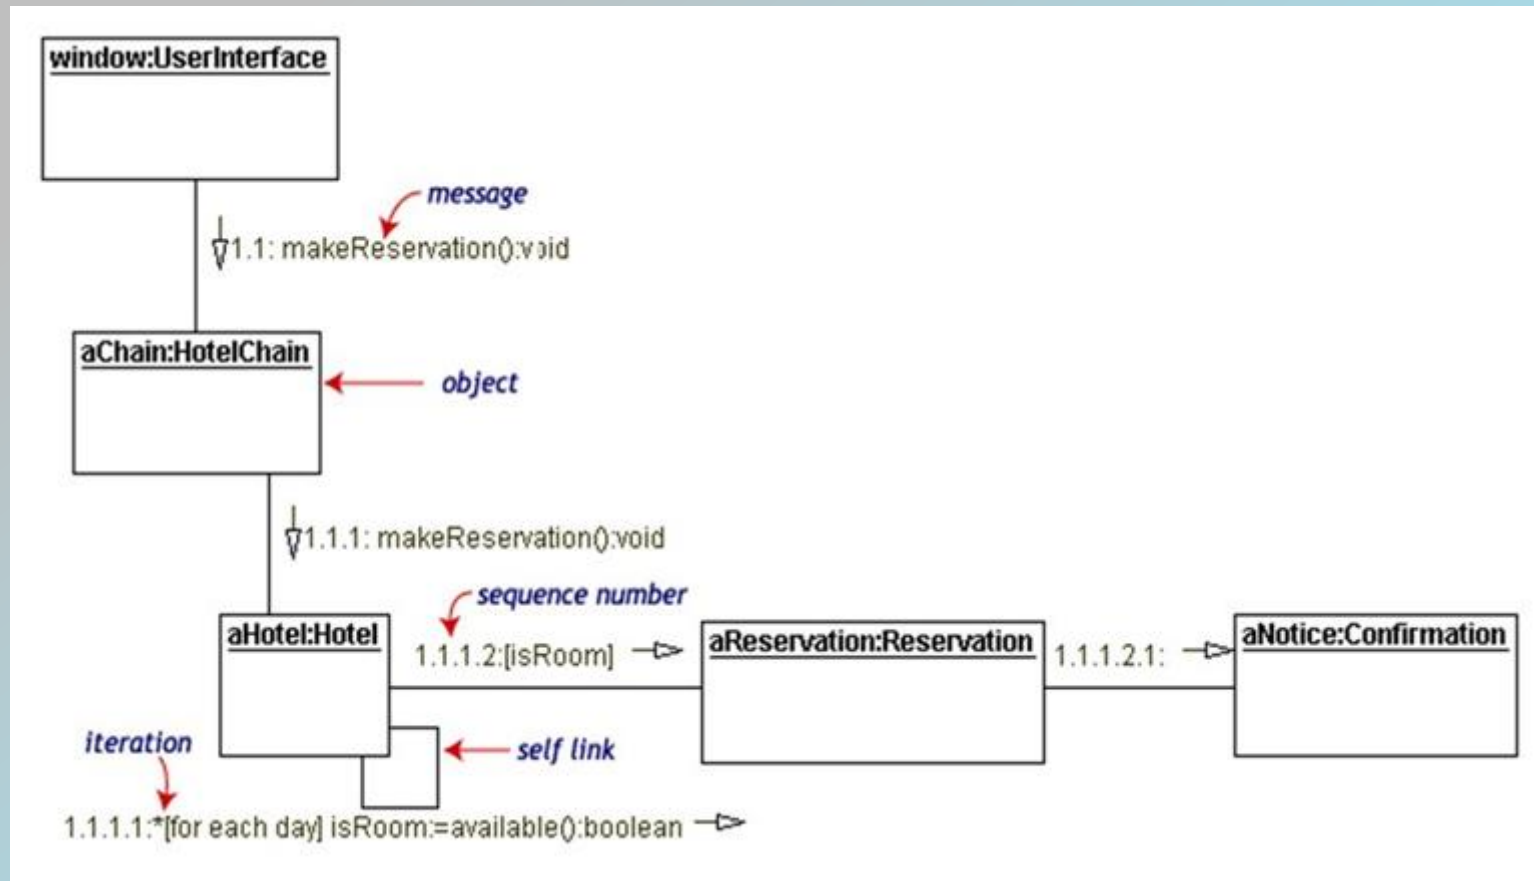 window:UserInterface
message
1.1: makeReservation():void
aChain:HotelChain
object
1.1.1: makeReservation():void
sequence number
aHotel:Hotel
1.1.1.2:[isRoom]
aReservation:Reservation
1.1.1.2.1:
aNotice:Confirmation
iteration
self link
1.1.1.1:*[for each day] isRoom:=available():boolean